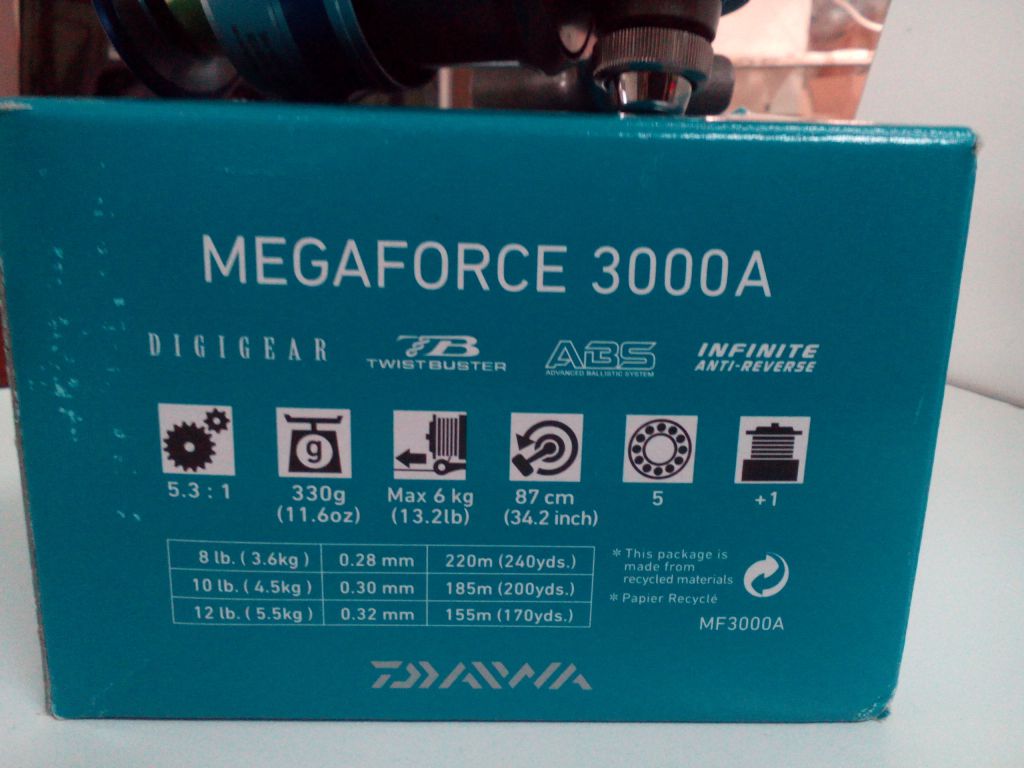 MEGAFORCE 3000A
DIGIGEAR TB TWIST BUSTER ABS ADVANCED BALLISTIC SYSTEM INFINITE ANTI-REVERSE
g
5.3 : 1 330g Max 6 kg 87 cm 5 +1
(11.6oz) (13.2lb) (34.2 inch)
8 lb. ( 3.6kg ) 0.28 mm 220m (240yds.)
10 lb. ( 4.5kg ) 0.30 mm 185m (200yds.)
12 lb. ( 5.5kg ) 0.32 mm 155m (170yds.)
* This package is
made from
recycled materials
* Papier Recyclé
MF3000A
DAIWA